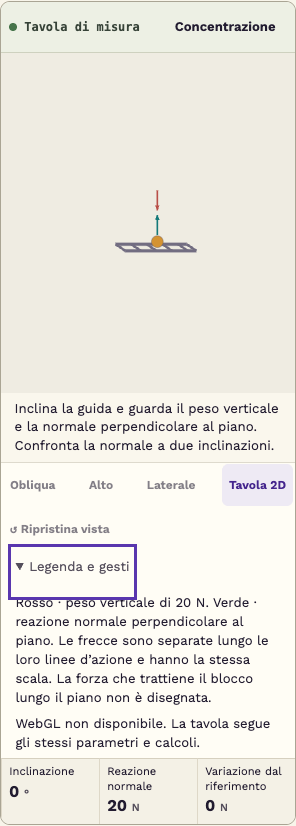 Tavola di misura
Concentrazione
Inclina la guida e guarda il peso verticale
e la normale perpendicolare al piano.
Confronta la normale a due inclinazioni.
Obliqua
Alto
Laterale
Tavola 2D
↺ Ripristina vista
▼ Legenda e gesti
Rosso · peso verticale di 20 N. Verde ·
reazione normale perpendicolare al
piano. Le frecce sono separate lungo le
loro linee d’azione e hanno la stessa
scala. La forza che trattiene il blocco
lungo il piano non è disegnata.
WebGL non disponibile. La tavola segue
gli stessi parametri e calcoli.
Inclinazione
0 °
Reazione
normale
20 N
Variazione dal
riferimento
0 N